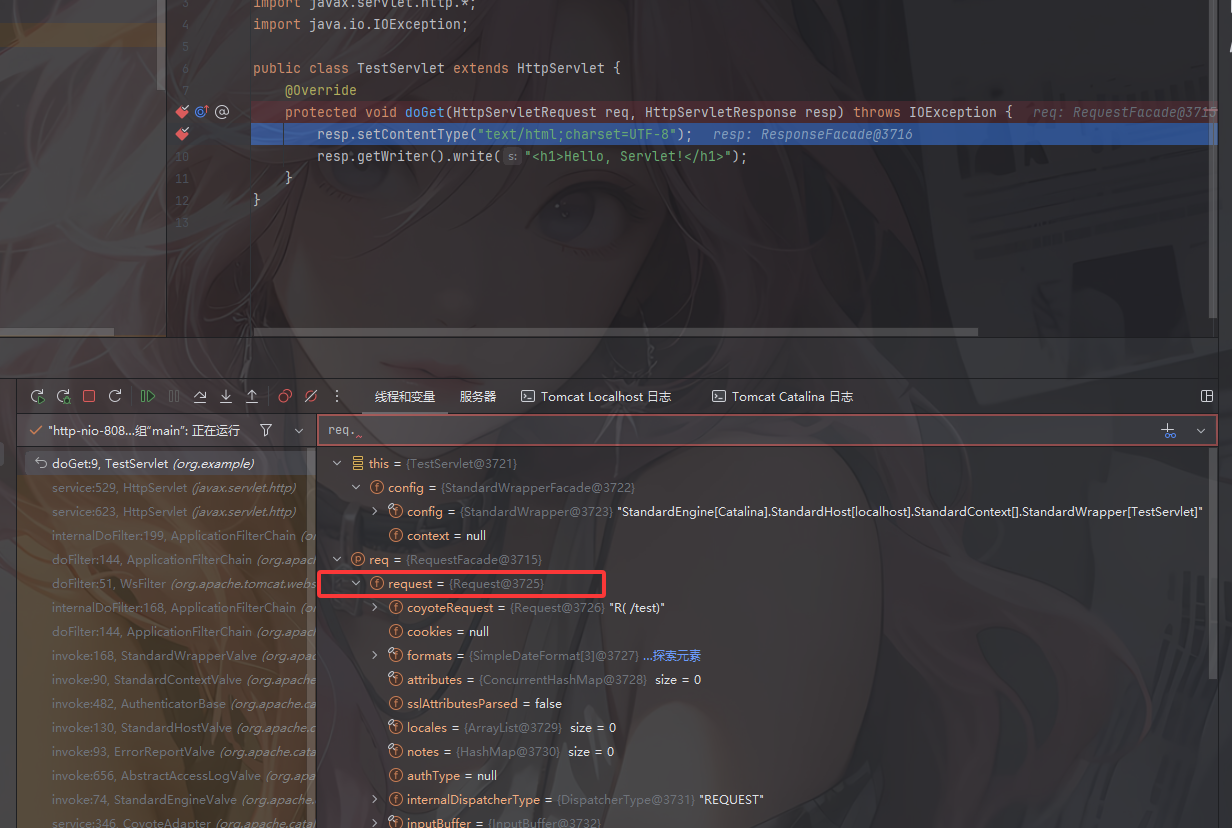 3 import javax.servlet.http.*;
4 import java.io.IOException;
5
6 public class TestServlet extends HttpServlet {
7 @Override
protected void doGet(HttpServletRequest req, HttpServletResponse resp) throws IOException { req: RequestFacade@3715
resp.setContentType("text/html;charset=UTF-8"); resp: ResponseFacade@3716
10 resp.getWriter().write( s: "<h1>Hello, Servlet!</h1>");
11 }
12 }
13
线程和变量 服务器 Tomcat Localhost 日志 Tomcat Catalina 日志
"http-nio-808...组"main": 正在运行
req.
doGet:9, TestServlet (org.example)
service:529, HttpServlet (javax.servlet.http)
service:623, HttpServlet (javax.servlet.http)
internalDoFilter:199, ApplicationFilterChain (or
doFilter:144, ApplicationFilterChain (org.apac
doFilter:51, WsFilter (org.apache.tomcat.webs
internalDoFilter:168, ApplicationFilterChain (or
doFilter:144, ApplicationFilterChain (org.apac
invoke:168, StandardWrapperValve (org.apac
invoke:90, StandardContextValve (org.apache
invoke:482, AuthenticatorBase (org.apache.ca
invoke:130, StandardHostValve (org.apache.c
invoke:93, ErrorReportValve (org.apache.cata
invoke:656, AbstractAccessLogValve (org.apa
invoke:74, StandardEngineValve (org.apache.
service:346, CoyoteAdapter (org.apache.catal
this = {TestServlet@3721}
config = {StandardWrapperFacade@3722}
config = {StandardWrapper@3723} "StandardEngine[Catalina].StandardHost[localhost].StandardContext[].StandardWrapper[TestServlet]"
context = null
req = {RequestFacade@3715}
request = {Request@3725}
coyoteRequest = {Request@3726} "R( /test)"
cookies = null
formats = {SimpleDateFormat[3]@3727} ...探索元素
attributes = {ConcurrentHashMap@3728} size = 0
sslAttributesParsed = false
locales = {ArrayList@3729} size = 0
notes = {HashMap@3730} size = 0
authType = null
internalDispatcherType = {DispatcherType@3731} "REQUEST"
inputBuffer = {InputBuffer@3732}